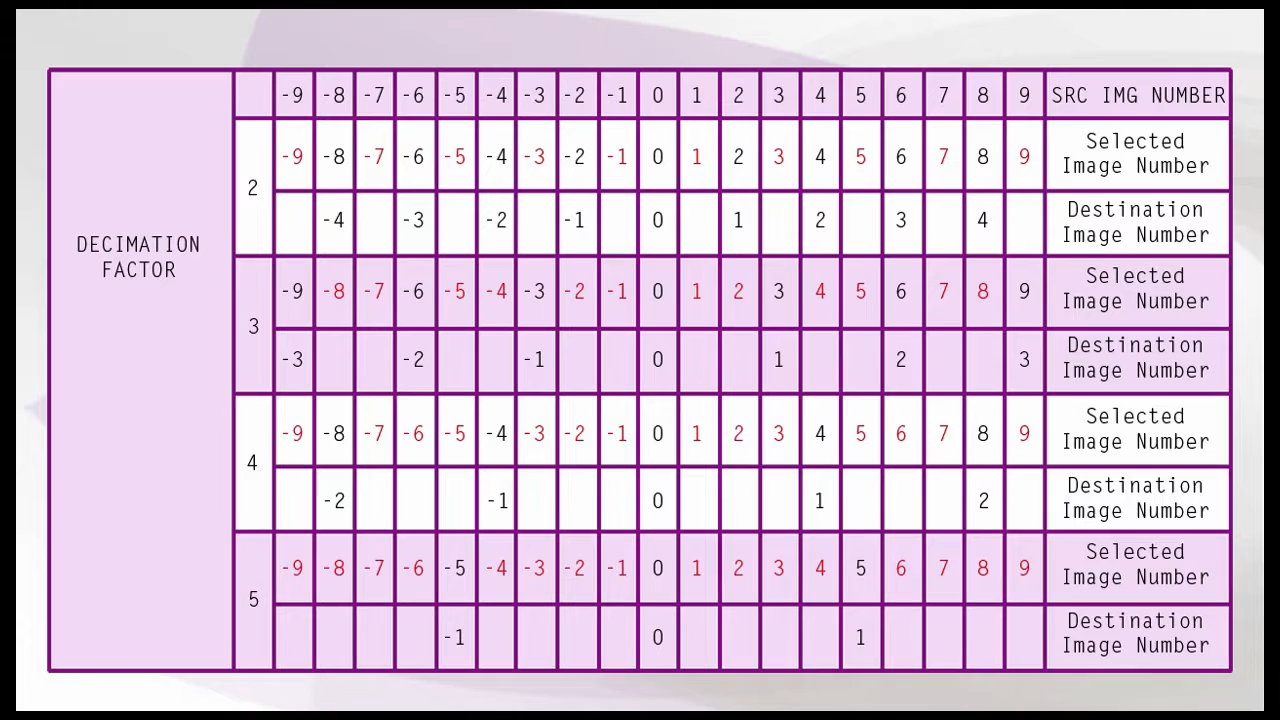 -9 -8 -7 -6 -5 -4 -3 -2 -1 0 1 2 3 4 5 6 7 8 9 SRC IMG NUMBER
DECIMATION
FACTOR
2
-9 -8 -7 -6 -5 -4 -3 -2 -1 0 1 2 3 4 5 6 7 8 9 Selected
Image Number
-4 -3 -2 -1 0 1 2 3 4 Destination
Image Number
3
-9 -8 -7 -6 -5 -4 -3 -2 -1 0 1 2 3 4 5 6 7 8 9 Selected
Image Number
-3 -2 -1 0 1 2 3 Destination
Image Number
4
-9 -8 -7 -6 -5 -4 -3 -2 -1 0 1 2 3 4 5 6 7 8 9 Selected
Image Number
-2 -1 0 1 2 Destination
Image Number
5
-9 -8 -7 -6 -5 -4 -3 -2 -1 0 1 2 3 4 5 6 7 8 9 Selected
Image Number
-1 0 1 Destination
Image Number